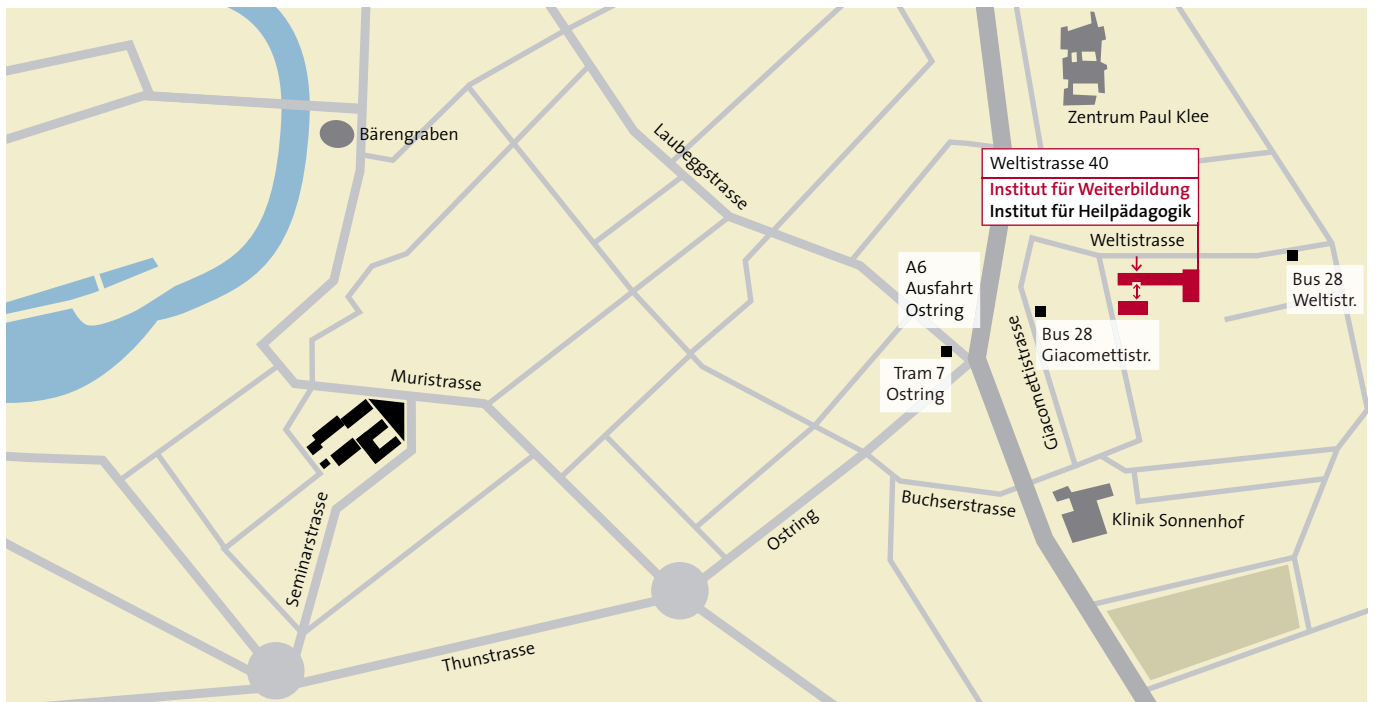 Zentrum Paul Klee
Bärengraben
Laubeggstrasse
Weltistrasse 40
Institut für Weiterbildung
Institut für Heilpädagogik
Weltistrasse
A6
Ausfahrt
Ostring
Bus 28
Weltistr.
Bus 28
Giacomettistr.
Giacomettistrasse
Tram 7
Ostring
Muristrasse
Buchserstrasse
Klinik Sonnenhof
Ostring
Seminarstrasse
Thunstrasse